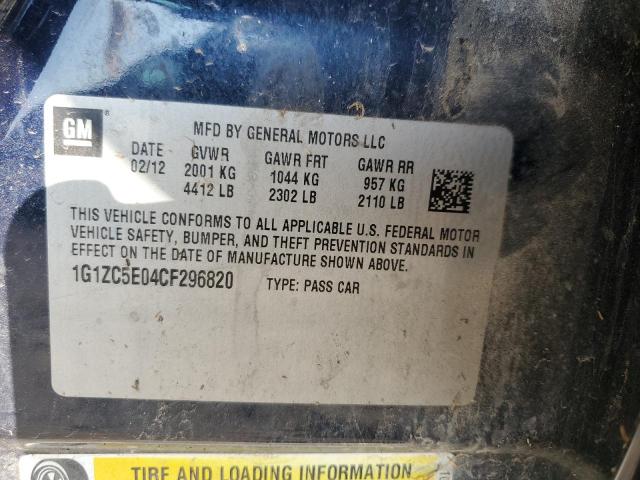 GM ®
MFD BY GENERAL MOTORS LLC
DATE GVWR GAWR FRT GAWR RR
02/12 2001 KG 1044 KG 957 KG
4412 LB 2302 LB 2110 LB
THIS VEHICLE CONFORMS TO ALL APPLICABLE U.S. FEDERAL MOTOR
VEHICLE SAFETY, BUMPER, AND THEFT PREVENTION STANDARDS IN
EFFECT ON THE DATE OF MANUFACTURE SHOWN ABOVE.
1G1ZC5E04CF296820 TYPE: PASS CAR
TIRE AND LOADING INFORMATION